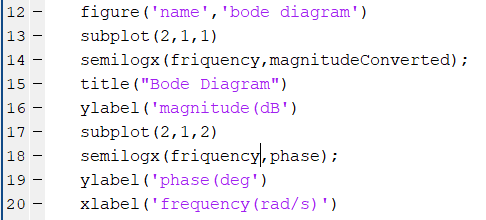 12 – figure('name','bode diagram')
13 – subplot(2,1,1)
14 – semilogx(friquency,magnitudeConverted);
15 – title("Bode Diagram")
16 – ylabel('magnitude(dB')
17 – subplot(2,1,2)
18 – semilogx(friquency,phase);
19 – ylabel('phase(deg')
20 – xlabel('frequency(rad/s)')